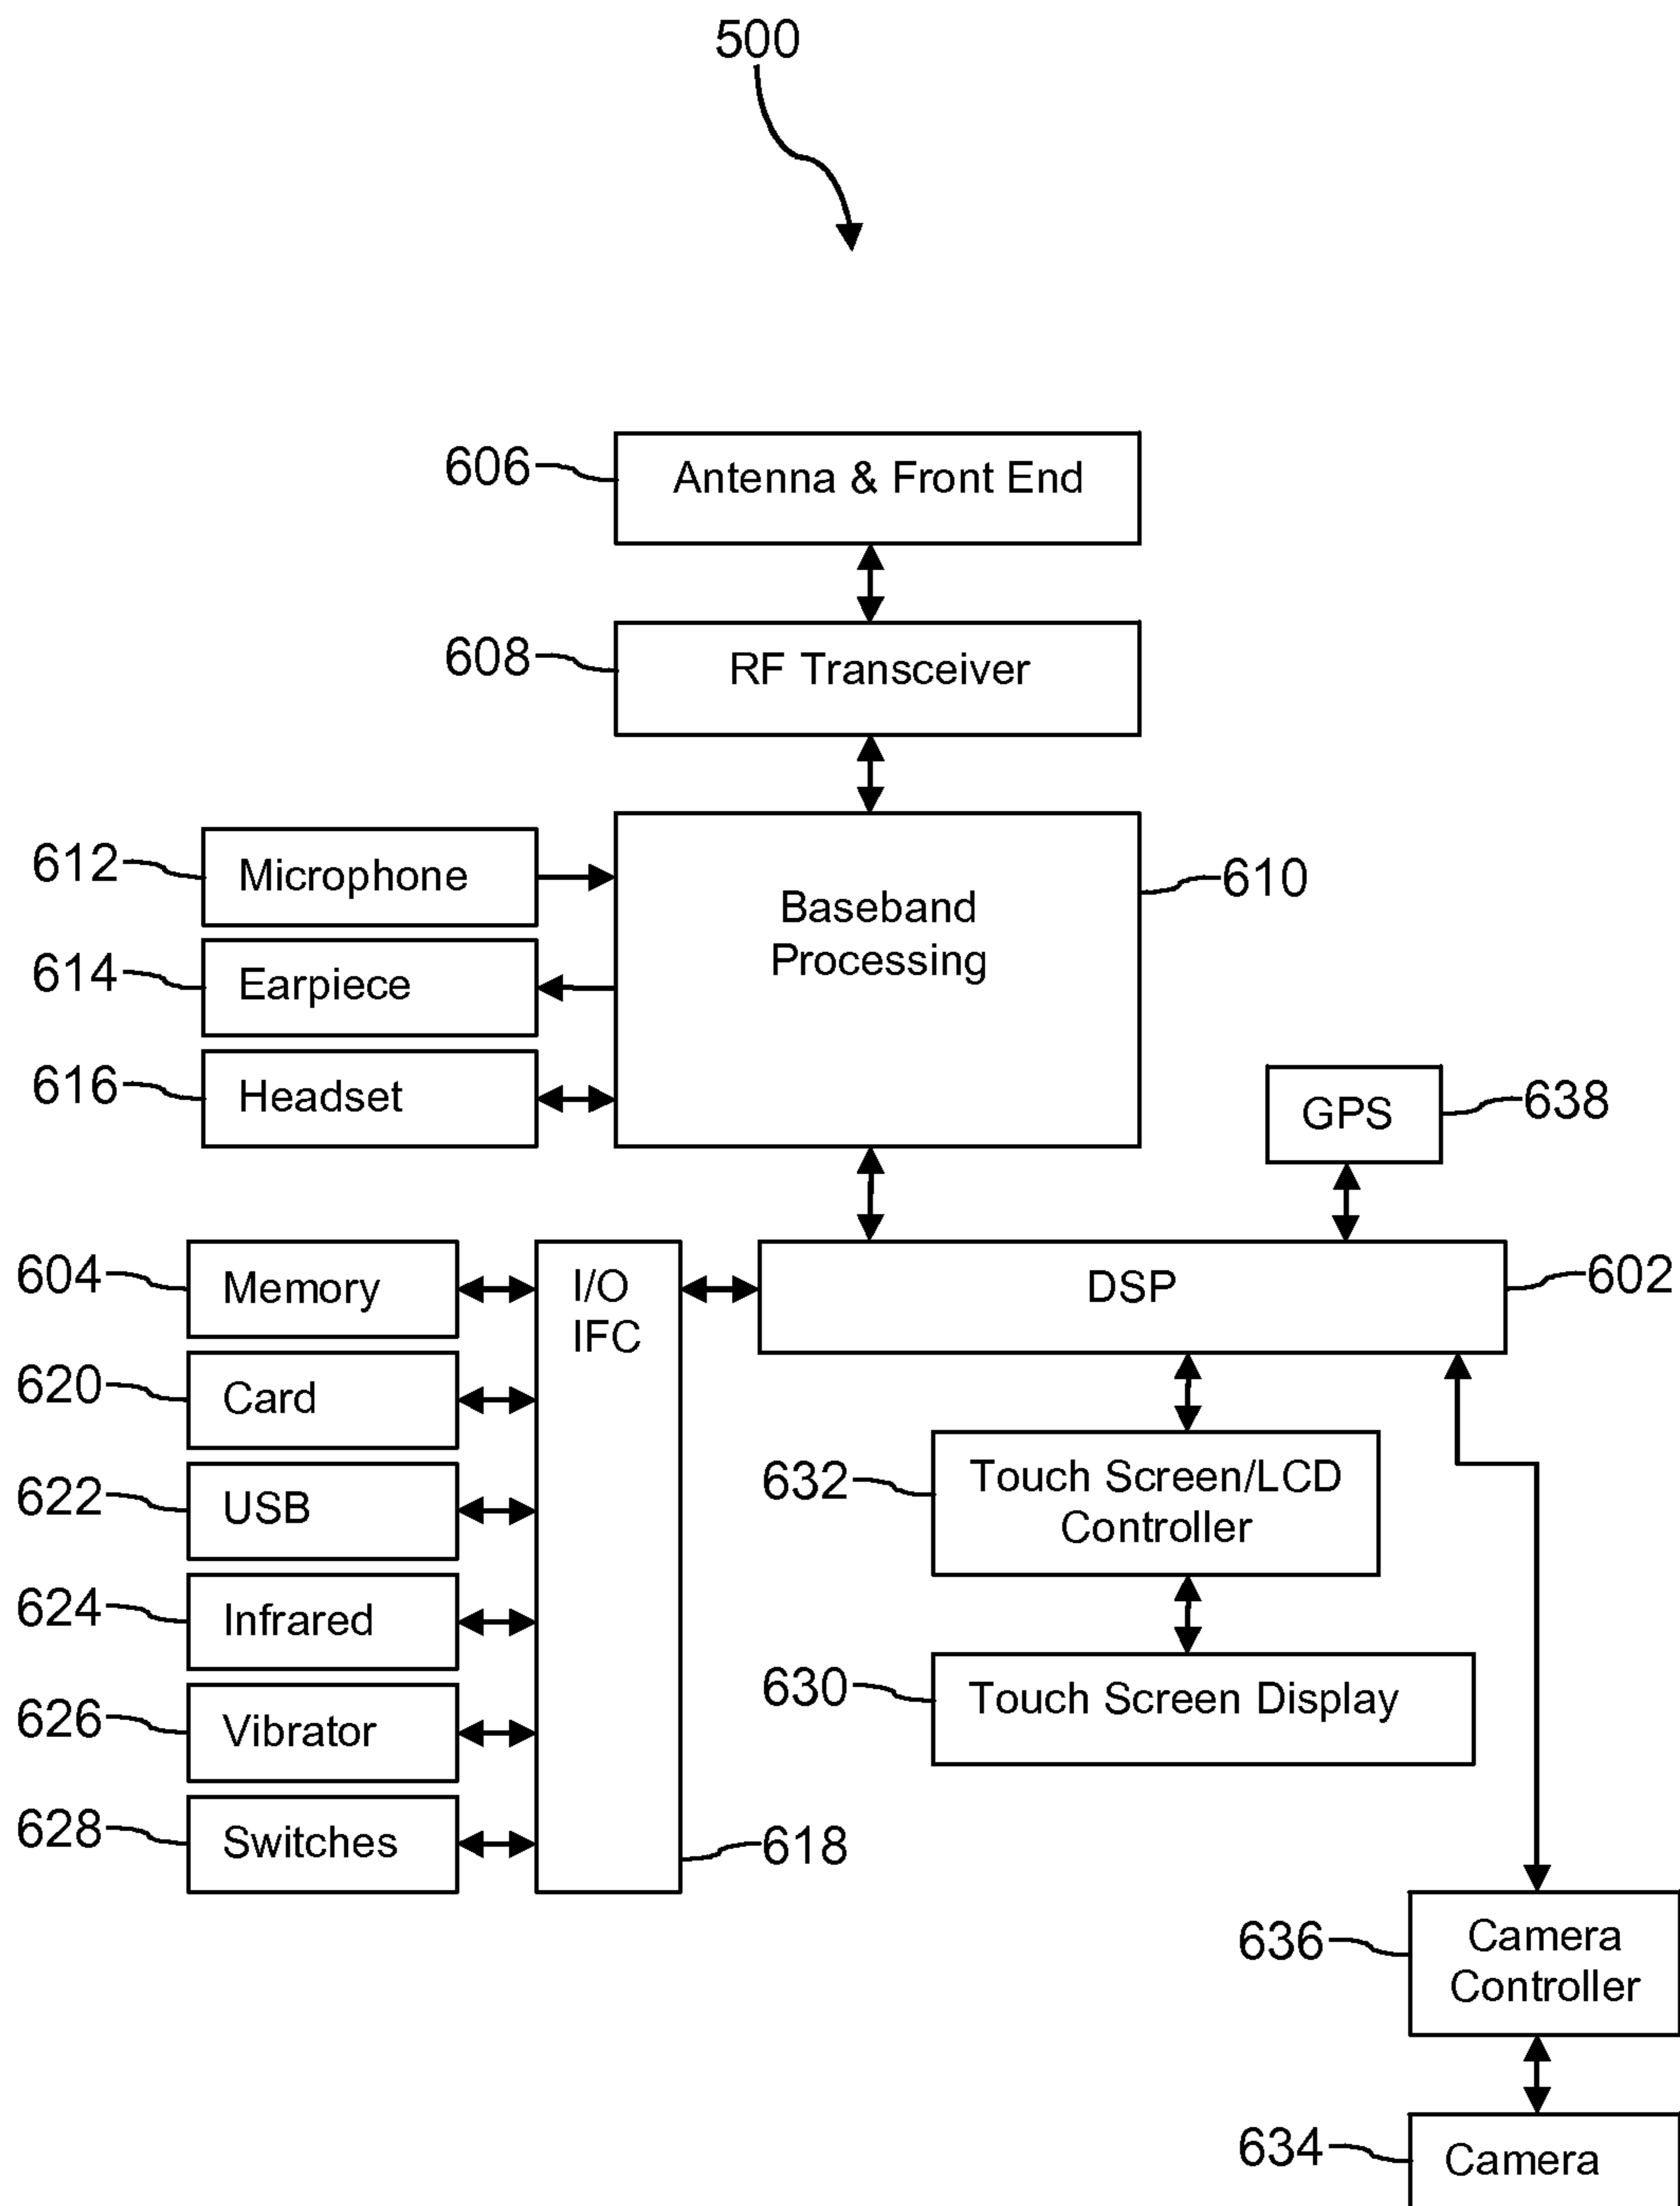 500
606
Antenna & Front End
608
RF Transceiver
612
Microphone
Baseband
Processing
610
614
Earpiece
616
Headset
GPS
638
604
Memory
I/O
IFC
DSP
602
620
Card
622
USB
632
Touch Screen/LCD
Controller
624
Infrared
626
Vibrator
630
Touch Screen Display
628
Switches
618
636
Camera
Controller
634
Camera